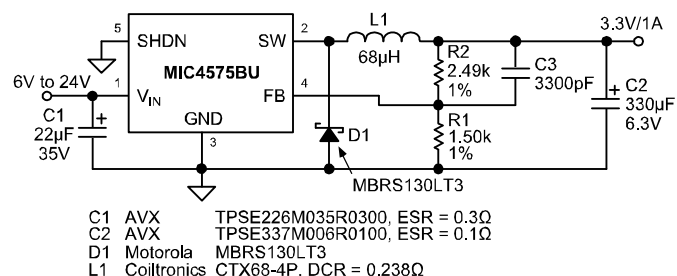 L1
3.3V/1A
5
SHDN
SW
2
68µH
R2
2.49k
1%
C3
3300pF
MIC4575BU
6V to 24V
1
VIN
FB
4
C2
330µF
6.3V
C1
22µF
35V
GND
3
D1
R1
1.50k
1%
MBRS130LT3
C1 AVX TPSE226M035R0300, ESR = 0.3Ω
C2 AVX TPSE337M006R0100, ESR = 0.1Ω
D1 Motorola MBRS130LT3
L1 Coiltronics CTX68-4P, DCR = 0.238Ω